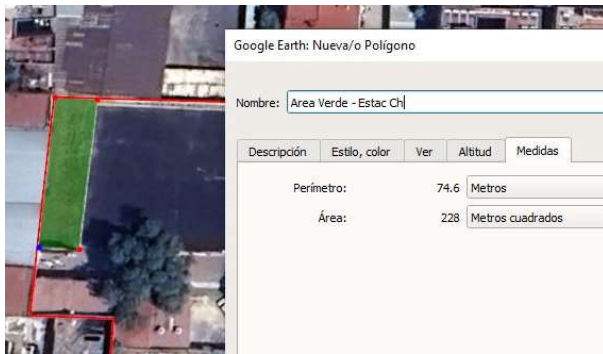 Google Earth: Nueva/o Polígono
Nombre: Area Verde - Estac Ch
Descripción Estilo, color Ver Altitud Medidas
Perímetro: 74.6 Metros
Área: 228 Metros cuadrados